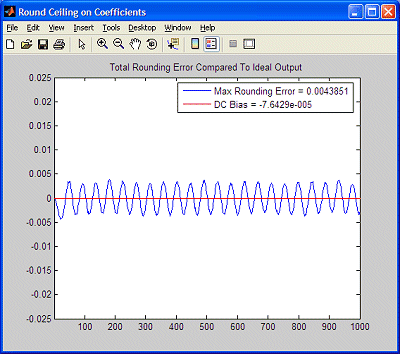 Round Ceiling on Coefficients
File Edit View Insert Tools Desktop Window Help
Total Rounding Error Compared To Ideal Output
Max Rounding Error = 0.0043851
DC Bias = -7.6429e-005
0.025
0.02
0.015
0.01
0.005
0
-0.005
-0.01
-0.015
-0.02
-0.025
100 200 300 400 500 600 700 800 900 1000